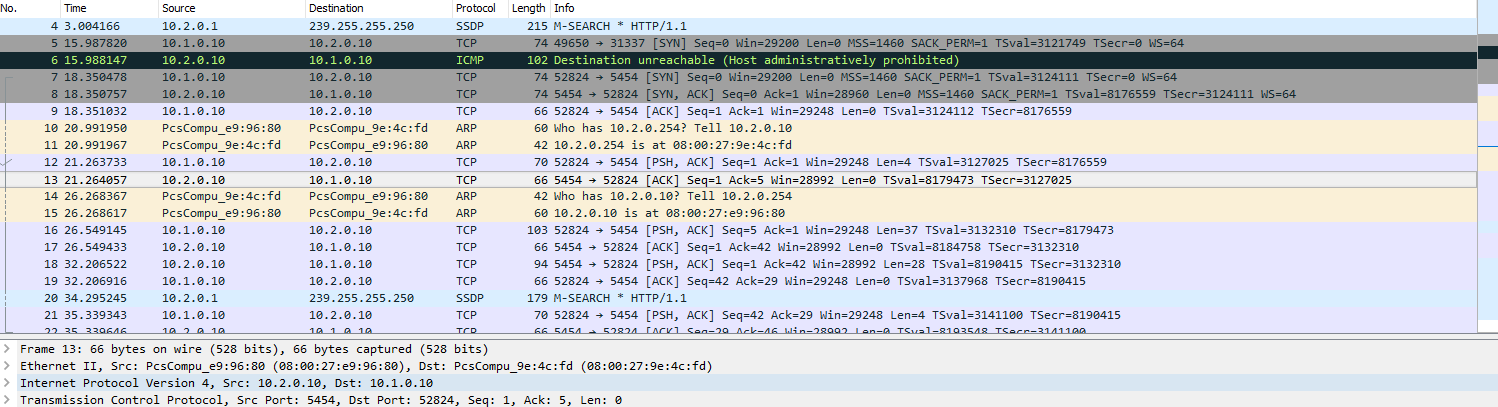 No. Time Source Destination Protocol Length Info
4 3.004166 10.2.0.1 239.255.255.250 SSDP 215 M-SEARCH * HTTP/1.1
5 15.987820 10.1.0.10 10.2.0.10 TCP 74 49650 → 31337 [SYN] Seq=0 Win=29200 Len=0 MSS=1460 SACK_PERM=1 TSval=3121749 TSecr=0 WS=64
6 15.988147 10.2.0.10 10.1.0.10 ICMP 102 Destination unreachable (Host administratively prohibited)
7 18.350478 10.1.0.10 10.2.0.10 TCP 74 52824 → 5454 [SYN] Seq=0 Win=29200 Len=0 MSS=1460 SACK_PERM=1 TSval=3124111 TSecr=0 WS=64
8 18.350757 10.2.0.10 10.1.0.10 TCP 74 5454 → 52824 [SYN, ACK] Seq=0 Ack=1 Win=28960 Len=0 MSS=1460 SACK_PERM=1 TSval=8176559 TSecr=3124111 WS=64
9 18.351032 10.1.0.10 10.2.0.10 TCP 66 52824 → 5454 [ACK] Seq=1 Ack=1 Win=29248 Len=0 TSval=3124112 TSecr=8176559
10 20.991950 PcsCompu_e9:96:80 PcsCompu_9e:4c:fd ARP 60 Who has 10.2.0.254? Tell 10.2.0.10
11 20.991967 PcsCompu_9e:4c:fd PcsCompu_e9:96:80 ARP 42 10.2.0.254 is at 08:00:27:9e:4c:fd
12 21.263733 10.1.0.10 10.2.0.10 TCP 70 52824 → 5454 [PSH, ACK] Seq=1 Ack=1 Win=29248 Len=4 TSval=3127025 TSecr=8176559
13 21.264057 10.2.0.10 10.1.0.10 TCP 66 5454 → 52824 [ACK] Seq=1 Ack=5 Win=28992 Len=0 TSval=8179473 TSecr=3127025
14 26.268367 PcsCompu_9e:4c:fd PcsCompu_e9:96:80 ARP 42 Who has 10.2.0.10? Tell 10.2.0.254
15 26.268617 PcsCompu_e9:96:80 PcsCompu_9e:4c:fd ARP 60 10.2.0.10 is at 08:00:27:e9:96:80
16 26.549145 10.1.0.10 10.2.0.10 TCP 103 52824 → 5454 [PSH, ACK] Seq=5 Ack=1 Win=29248 Len=37 TSval=3132310 TSecr=8179473
17 26.549433 10.2.0.10 10.1.0.10 TCP 66 5454 → 52824 [ACK] Seq=1 Ack=42 Win=28992 Len=0 TSval=8184758 TSecr=3132310
18 32.206522 10.2.0.10 10.1.0.10 TCP 94 5454 → 52824 [PSH, ACK] Seq=1 Ack=42 Win=28992 Len=28 TSval=8190415 TSecr=3132310
19 32.206916 10.1.0.10 10.2.0.10 TCP 66 52824 → 5454 [ACK] Seq=42 Ack=29 Win=29248 Len=0 TSval=3137968 TSecr=8190415
20 34.295245 10.2.0.1 239.255.255.250 SSDP 179 M-SEARCH * HTTP/1.1
21 35.339343 10.1.0.10 10.2.0.10 TCP 70 52824 → 5454 [PSH, ACK] Seq=42 Ack=29 Win=29248 Len=4 TSval=3141100 TSecr=8190415
22 35.339646 10.2.0.10 10.1.0.10 TCP 66 5454 → 52824 [ACK] Seq=29 Ack=46 Win=28992 Len=0 TSval=8193548 TSecr=3141100
Frame 13: 66 bytes on wire (528 bits), 66 bytes captured (528 bits)
Ethernet II, Src: PcsCompu_e9:96:80 (08:00:27:e9:96:80), Dst: PcsCompu_9e:4c:fd (08:00:27:9e:4c:fd)
Internet Protocol Version 4, Src: 10.2.0.10, Dst: 10.1.0.10
Transmission Control Protocol, Src Port: 5454, Dst Port: 52824, Seq: 1, Ack: 5, Len: 0